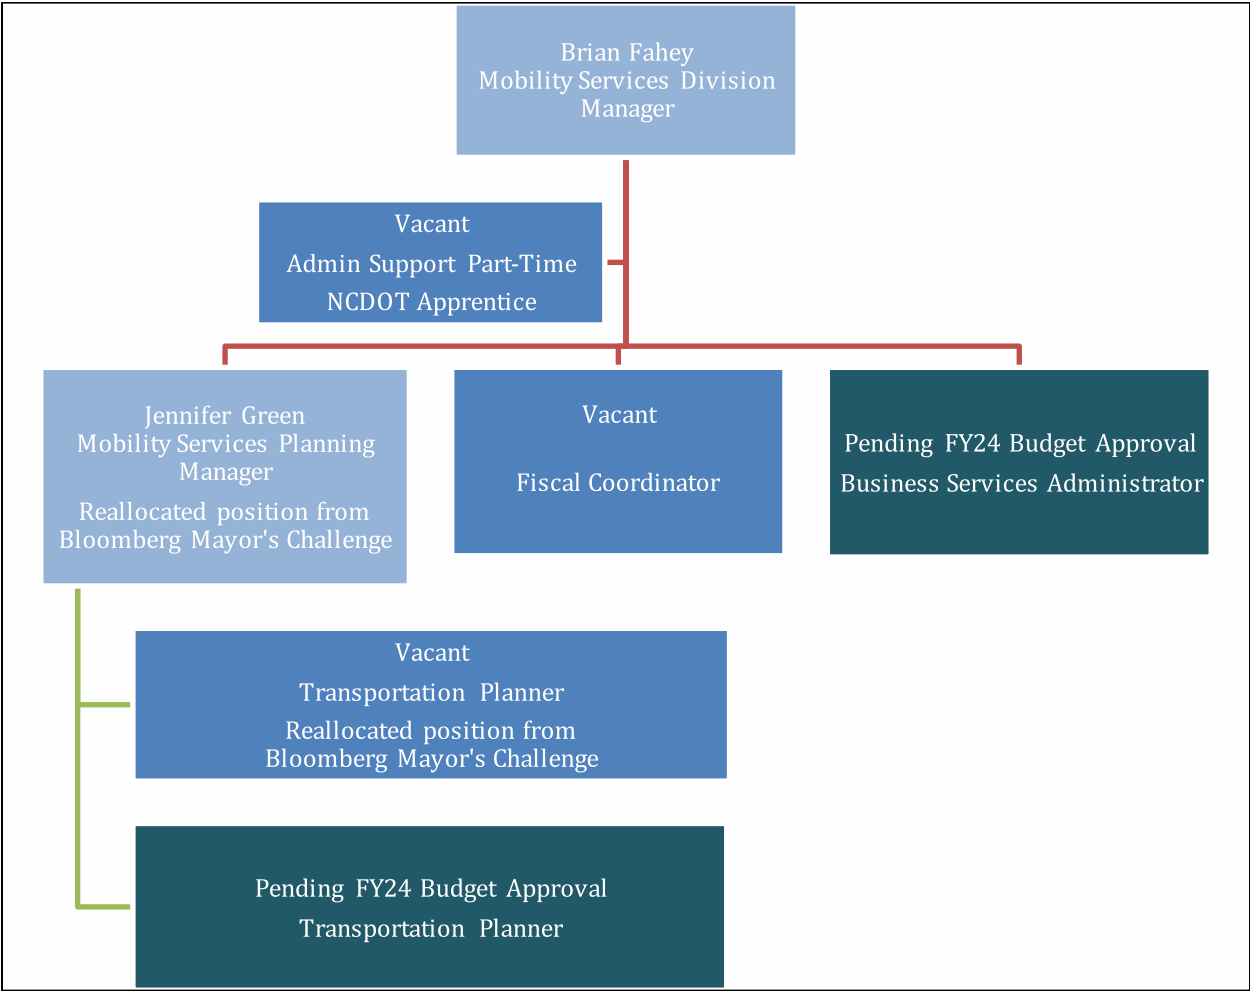 Brian Fahey
Mobility Services Division
Manager
Vacant
Admin Support Part-Time
NCDOT Apprentice
Jennifer Green
Mobility Services Planning
Manager
Reallocated position from
Bloomberg Mayor's Challenge
Vacant
Fiscal Coordinator
Pending FY24 Budget Approval
Business Services Administrator
Vacant
Transportation Planner
Reallocated position from
Bloomberg Mayor's Challenge
Pending FY24 Budget Approval
Transportation Planner